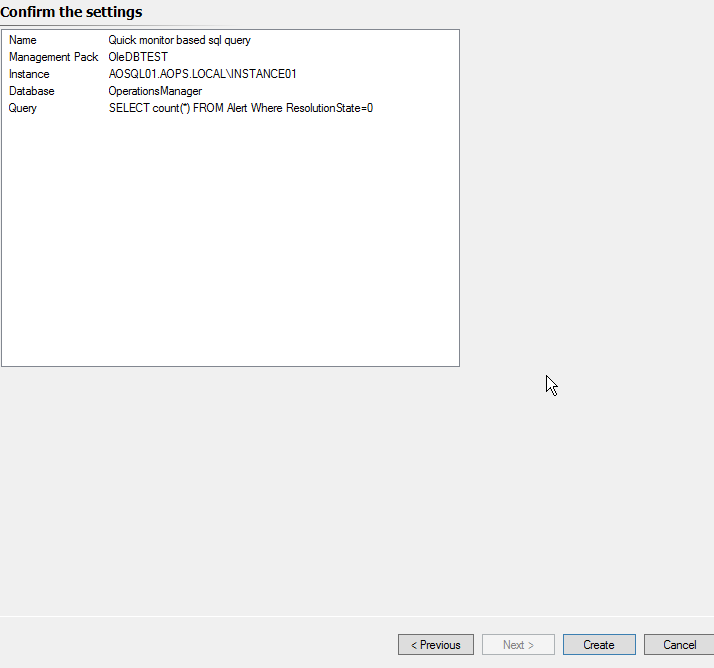 Confirm the settings
Name Quick monitor based sql query
Management Pack OleDBTEST
Instance AOSQL01.AOPS.LOCAL\INSTANCE01
Database OperationsManager
Query SELECT count(*) FROM Alert Where ResolutionState=0
< Previous Next > Create Cancel